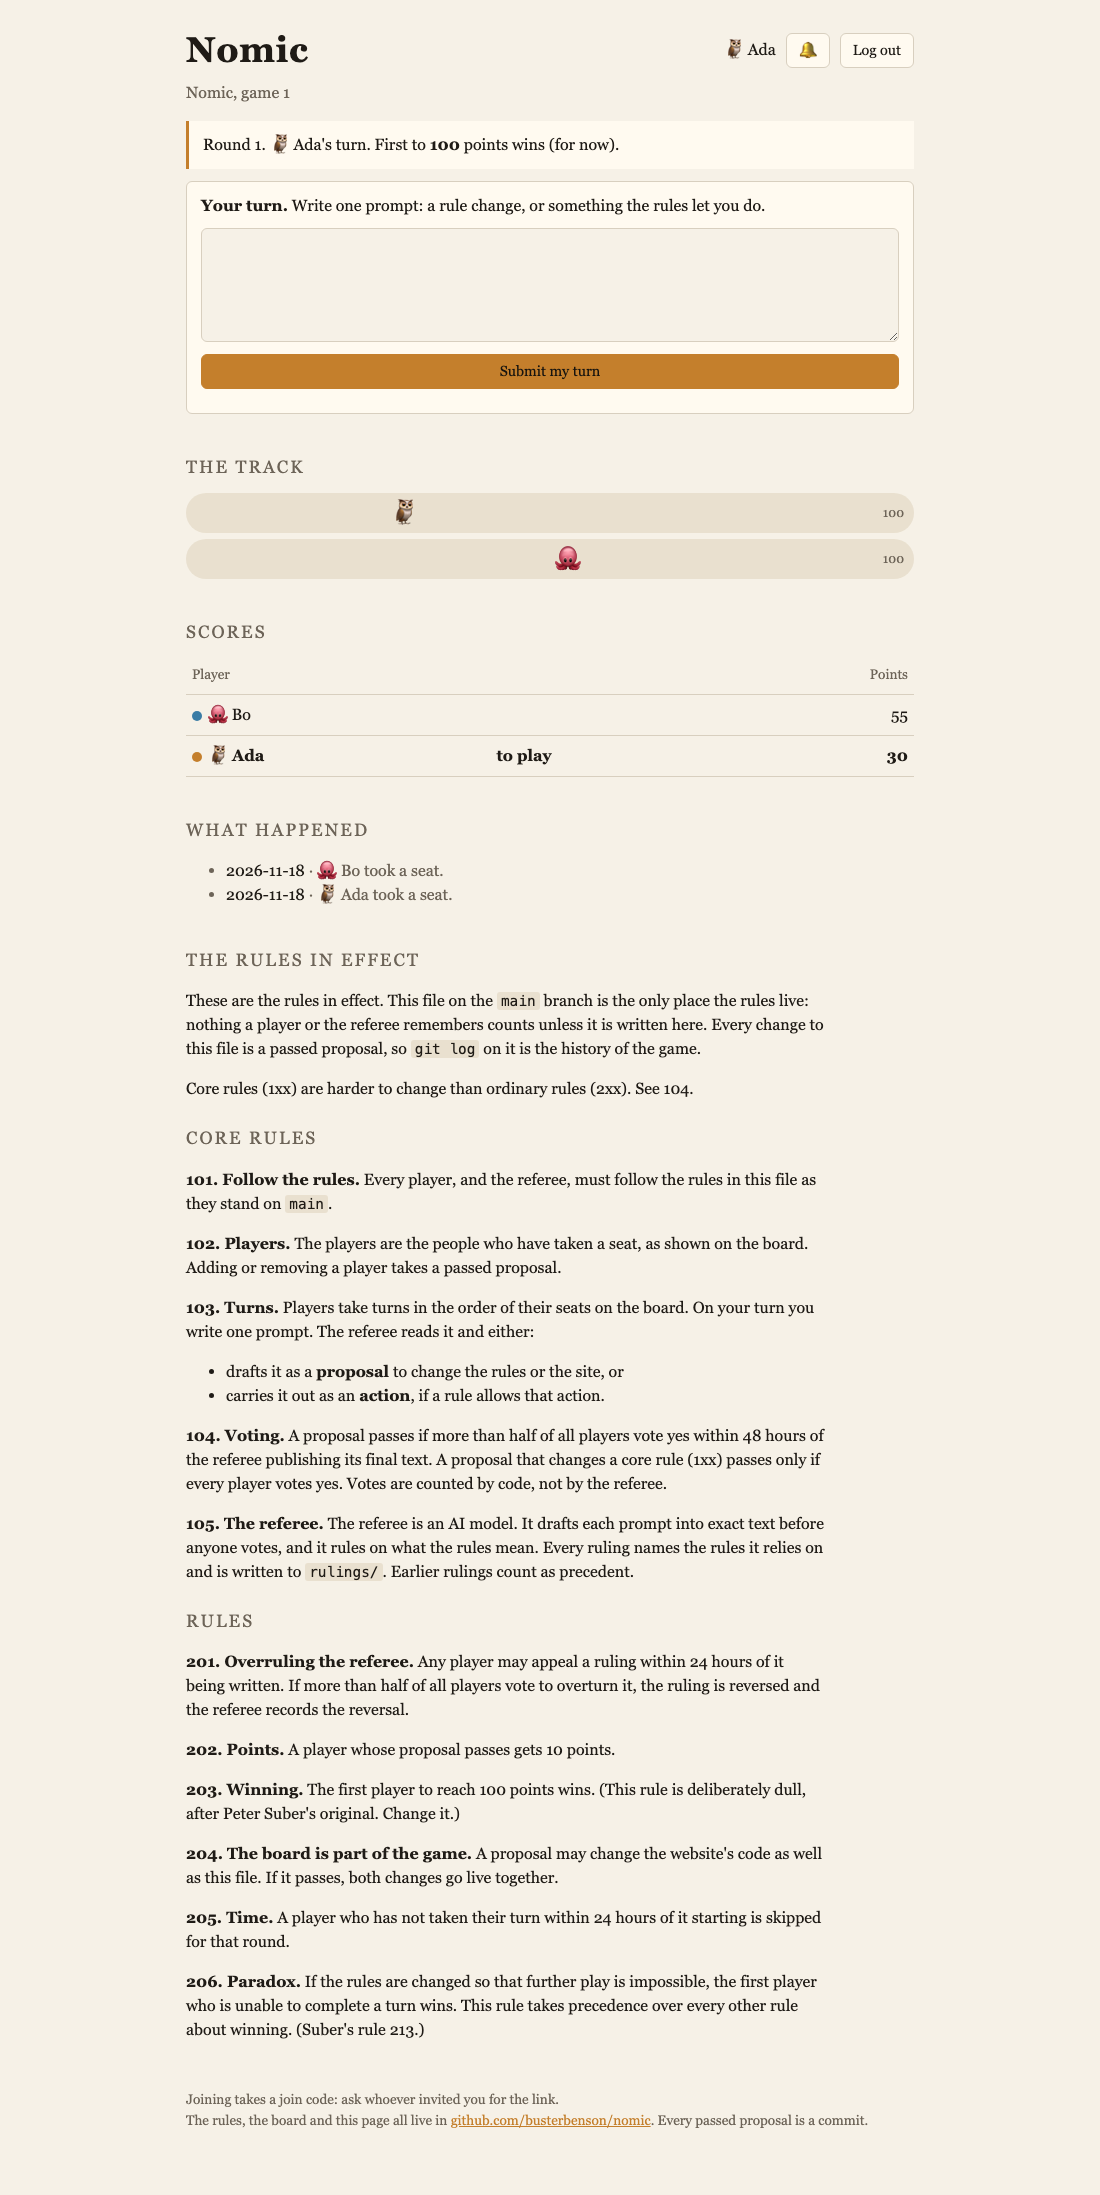 Nomic
Ada
Log out
Nomic, game 1
Round 1. Ada's turn. First to 100 points wins (for now).
Your turn. Write one prompt: a rule change, or something the rules let you do.
Submit my turn
THE TRACK
100
100
SCORES
Player Points
Bo 55
Ada to play 30
WHAT HAPPENED
2026-11-18 · Bo took a seat.
2026-11-18 · Ada took a seat.
THE RULES IN EFFECT
These are the rules in effect. This file on the main branch is the only place the rules live:
nothing a player or the referee remembers counts unless it is written here. Every change to
this file is a passed proposal, so git log on it is the history of the game.
Core rules (1xx) are harder to change than ordinary rules (2xx). See 104.
CORE RULES
101. Follow the rules. Every player, and the referee, must follow the rules in this file as
they stand on main.
102. Players. The players are the people who have taken a seat, as shown on the board.
Adding or removing a player takes a passed proposal.
103. Turns. Players take turns in the order of their seats on the board. On your turn you
write one prompt. The referee reads it and either:
drafts it as a proposal to change the rules or the site, or
carries it out as an action, if a rule allows that action.
104. Voting. A proposal passes if more than half of all players vote yes within 48 hours of
the referee publishing its final text. A proposal that changes a core rule (1xx) passes only if
every player votes yes. Votes are counted by code, not by the referee.
105. The referee. The referee is an AI model. It drafts each prompt into exact text before
anyone votes, and it rules on what the rules mean. Every ruling names the rules it relies on
and is written to rulings/. Earlier rulings count as precedent.
RULES
201. Overruling the referee. Any player may appeal a ruling within 24 hours of it
being written. If more than half of all players vote to overturn it, the ruling is reversed and
the referee records the reversal.
202. Points. A player whose proposal passes gets 10 points.
203. Winning. The first player to reach 100 points wins. (This rule is deliberately dull,
after Peter Suber's original. Change it.)
204. The board is part of the game. A proposal may change the website's code as well
as this file. If it passes, both changes go live together.
205. Time. A player who has not taken their turn within 24 hours of it starting is skipped
for that round.
206. Paradox. If the rules are changed so that further play is impossible, the first player
who is unable to complete a turn wins. This rule takes precedence over every other rule
about winning. (Suber's rule 213.)
Joining takes a join code: ask whoever invited you for the link.
The rules, the board and this page all live in github.com/busterbenson/nomic. Every passed proposal is a commit.